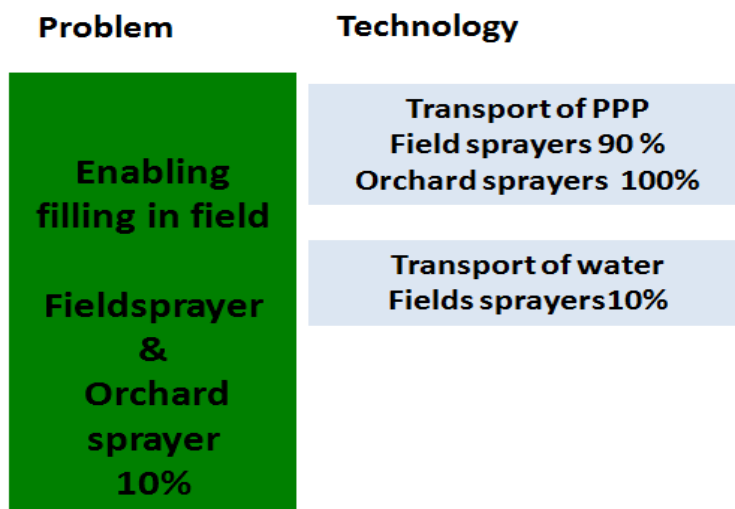 Problem
Technology
Enabling
filling in field
Fieldsprayer
&
Orchard
sprayer
10%
Transport of PPP
Field sprayers 90 %
Orchard sprayers 100%
Transport of water
Fields sprayers10%